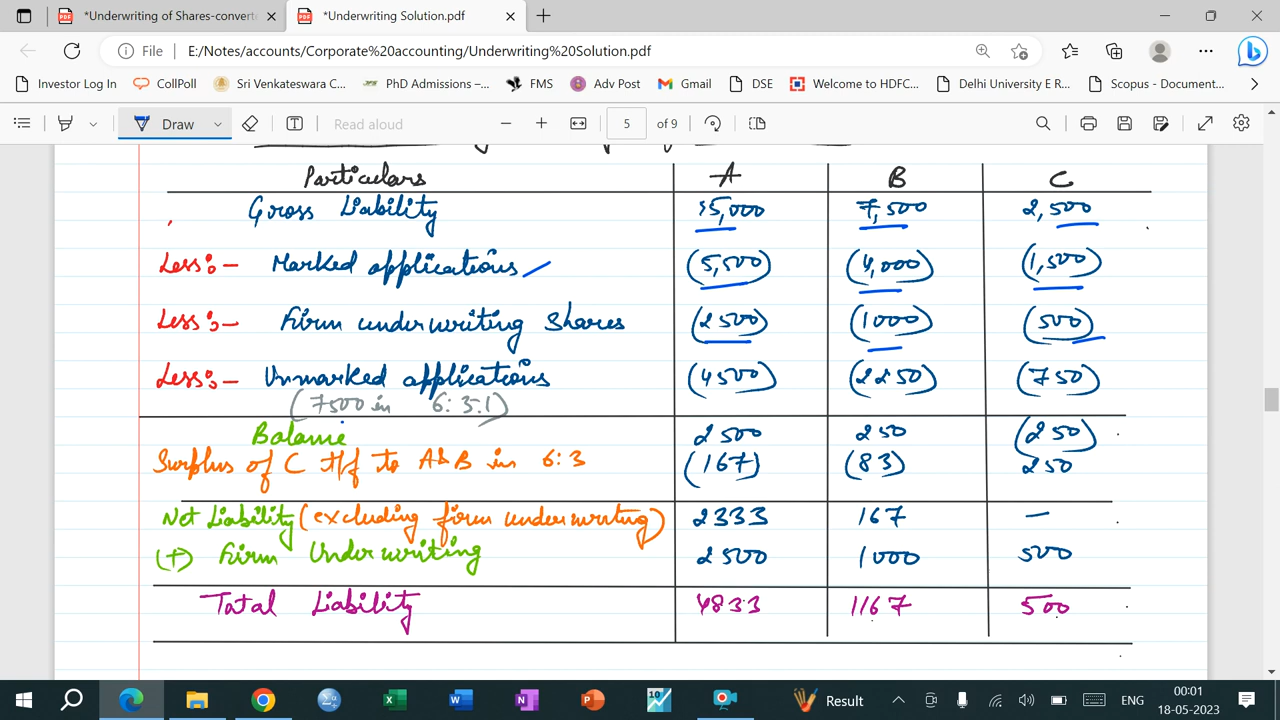 *Underwriting of Shares-converte
*Underwriting Solution.pdf
File E:/Notes/accounts/Corporate%20accounting/Underwriting%20Solution.pdf
Investor Log In CollPoll Sri Venkateswara C... PhD Admissions –... FMS Adv Post Gmail DSE Welcome to HDFC... Delhi University E R... Scopus - Document...
Draw Read aloud 5 of 9
Particulars A B C
Gross Liability 15,000 7,500 2,500
Less:- Marked applications (5,500) (4,000) (1,500)
Less:- Firm underwriting shares (2500) (1000) (500)
Less:- Unmarked applications (4500) (2250) (750)
(7500 in 6:3:1)
Balance 2500 250 (250)
Surplus of C t/f to A&B in 6:3 (167) (83) 250
Net Liability (excluding firm underwriting) 2333 167 —
(+) Firm Underwriting 2500 1000 500
Total Liability 4833 1167 500
Result ENG 00:01
18-05-2023